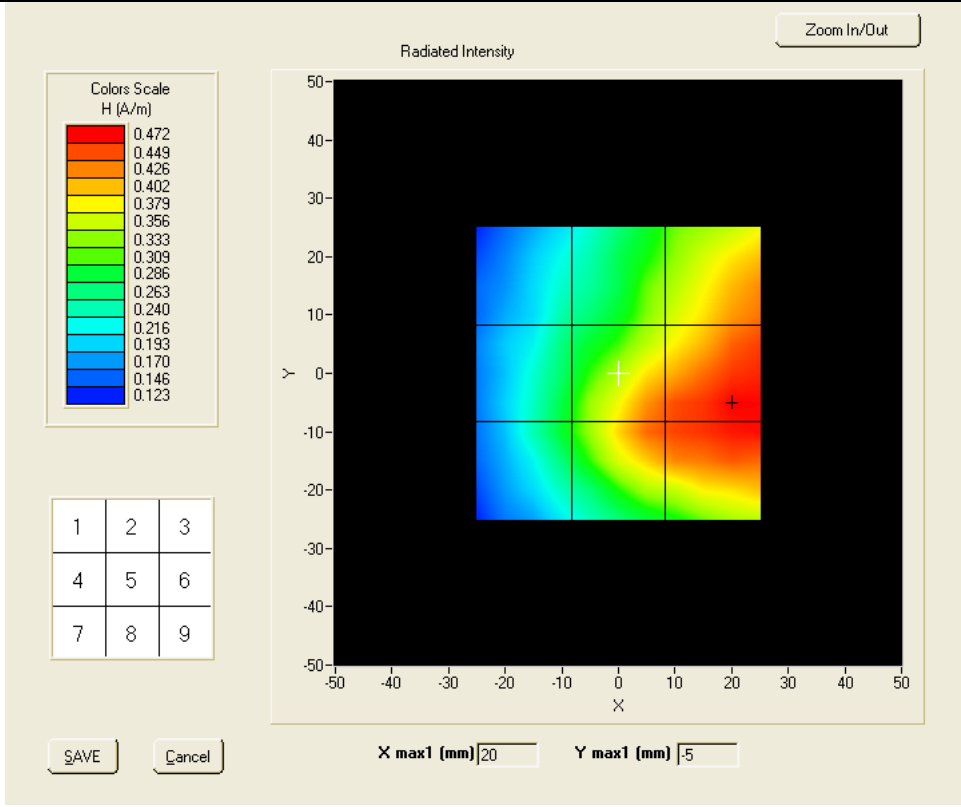 Zoom In/Out
Radiated Intensity
Colors Scale
H (A/m)
0.472
0.449
0.426
0.402
0.379
0.356
0.333
0.309
0.286
0.263
0.240
0.216
0.193
0.170
0.146
0.123
50
40
30
20
10
Y 0
-10
-20
-30
-40
-50
-50 -40 -30 -20 -10 0 10 20 30 40 50
X
1 2 3
4 5 6
7 8 9
SAVE Cancel X max1 (mm) 20 Y max1 (mm) -5